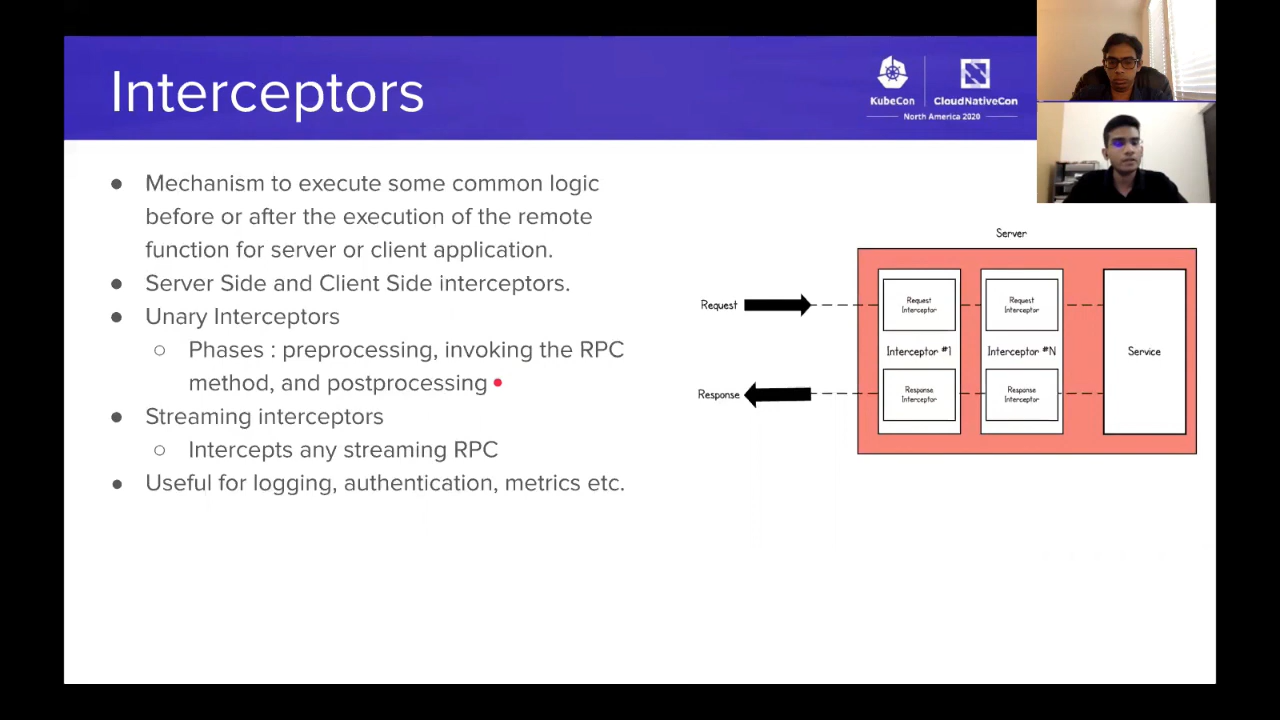 Interceptors
KubeCon
CloudNativeCon
North America 2020
● Mechanism to execute some common logic
before or after the execution of the remote
function for server or client application.
● Server Side and Client Side interceptors.
● Unary Interceptors
○ Phases : preprocessing, invoking the RPC
method, and postprocessing
● Streaming interceptors
○ Intercepts any streaming RPC
● Useful for logging, authentication, metrics etc.
Server
Request
Request
Interceptor
Request
Interceptor
Interceptor #1
Interceptor #N
Service
Response
Response
Interceptor
Response
Interceptor